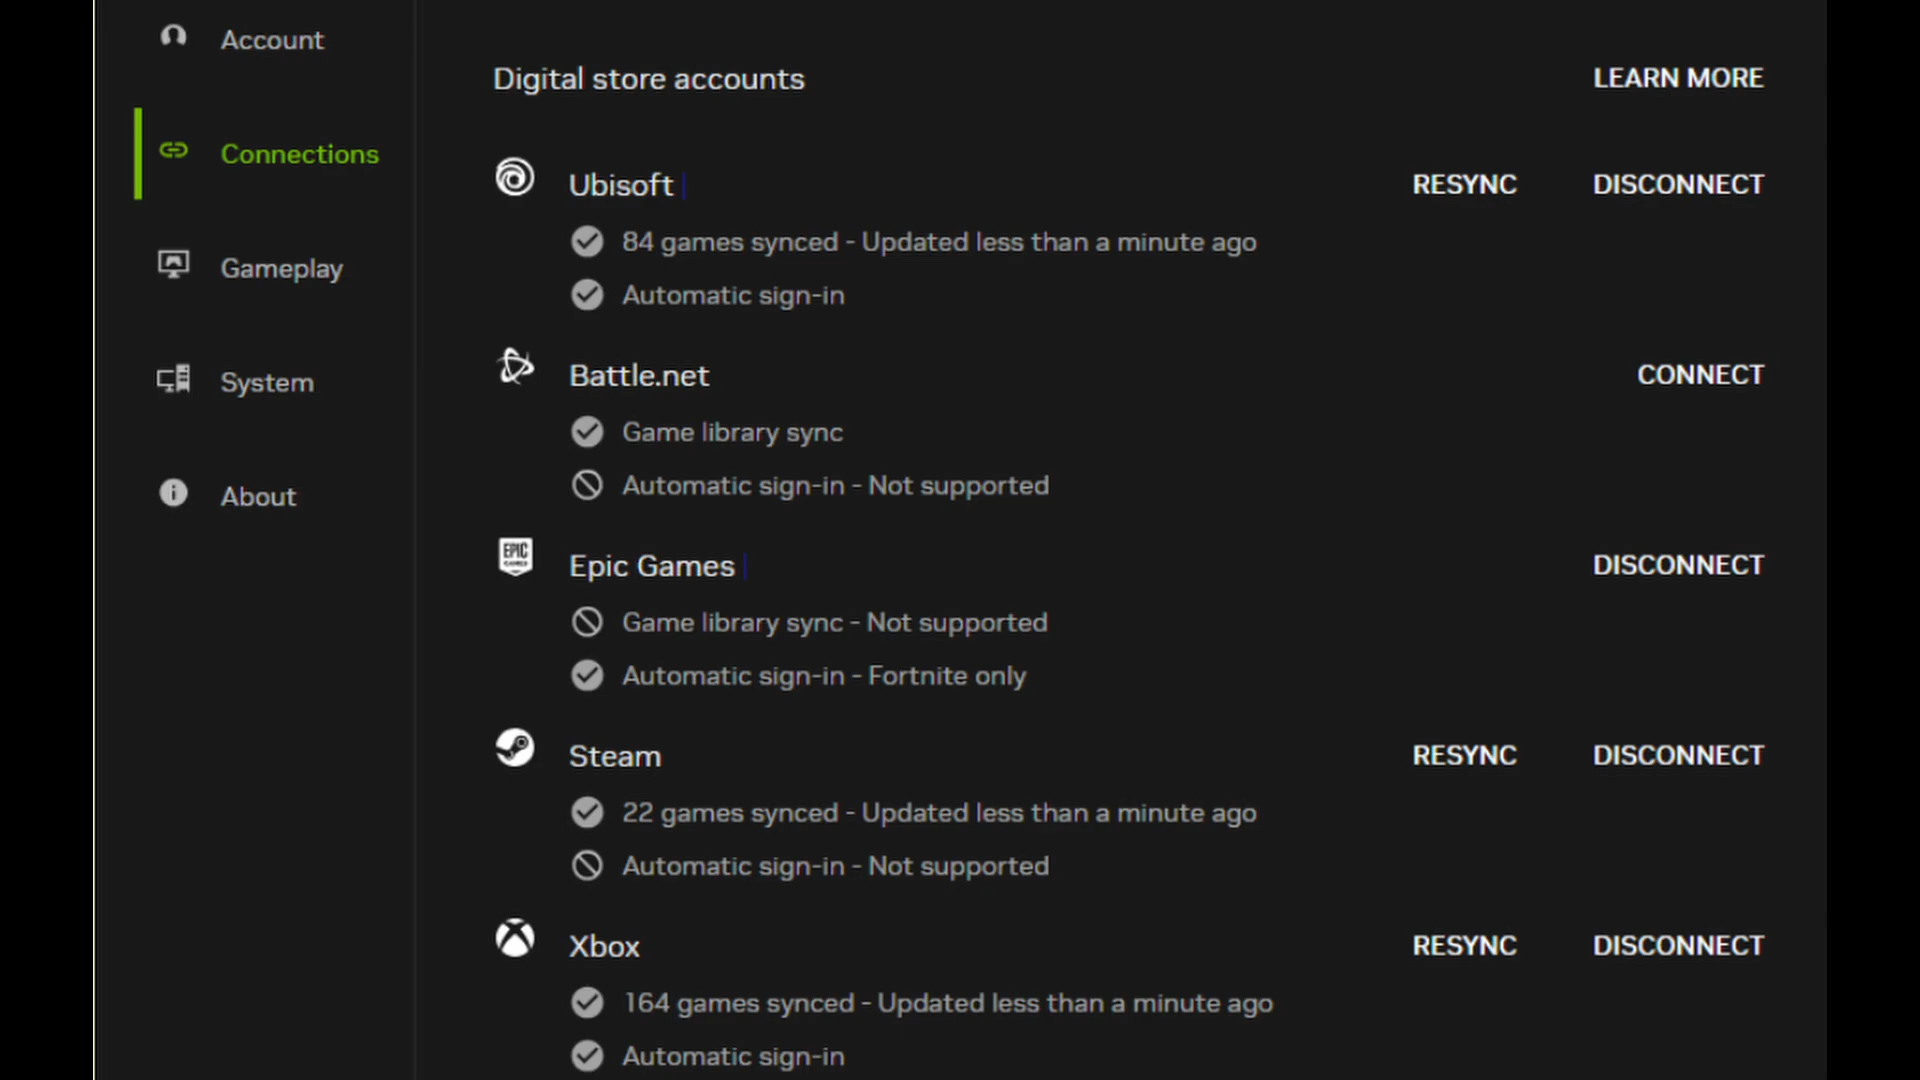 Account
Connections
Gameplay
System
About
Digital store accounts
LEARN MORE
Ubisoft
RESYNC
DISCONNECT
84 games synced - Updated less than a minute ago
Automatic sign-in
Battle.net
CONNECT
Game library sync
Automatic sign-in - Not supported
EPIC
GAMES
Epic Games
DISCONNECT
Game library sync - Not supported
Automatic sign-in - Fortnite only
Steam
RESYNC
DISCONNECT
22 games synced - Updated less than a minute ago
Automatic sign-in - Not supported
Xbox
RESYNC
DISCONNECT
164 games synced - Updated less than a minute ago
Automatic sign-in